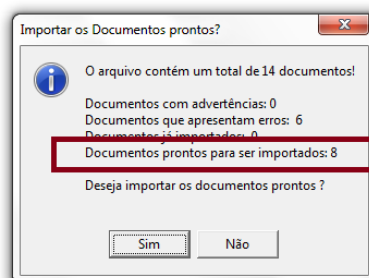 Importar os Documentos prontos?
O arquivo contém um total de 14 documentos!
Documentos com advertências: 0
Documentos que apresentam erros: 6
Documentos já importados: 0
Documentos prontos para ser importados: 8
Deseja importar os documentos prontos ?
Sim
Não